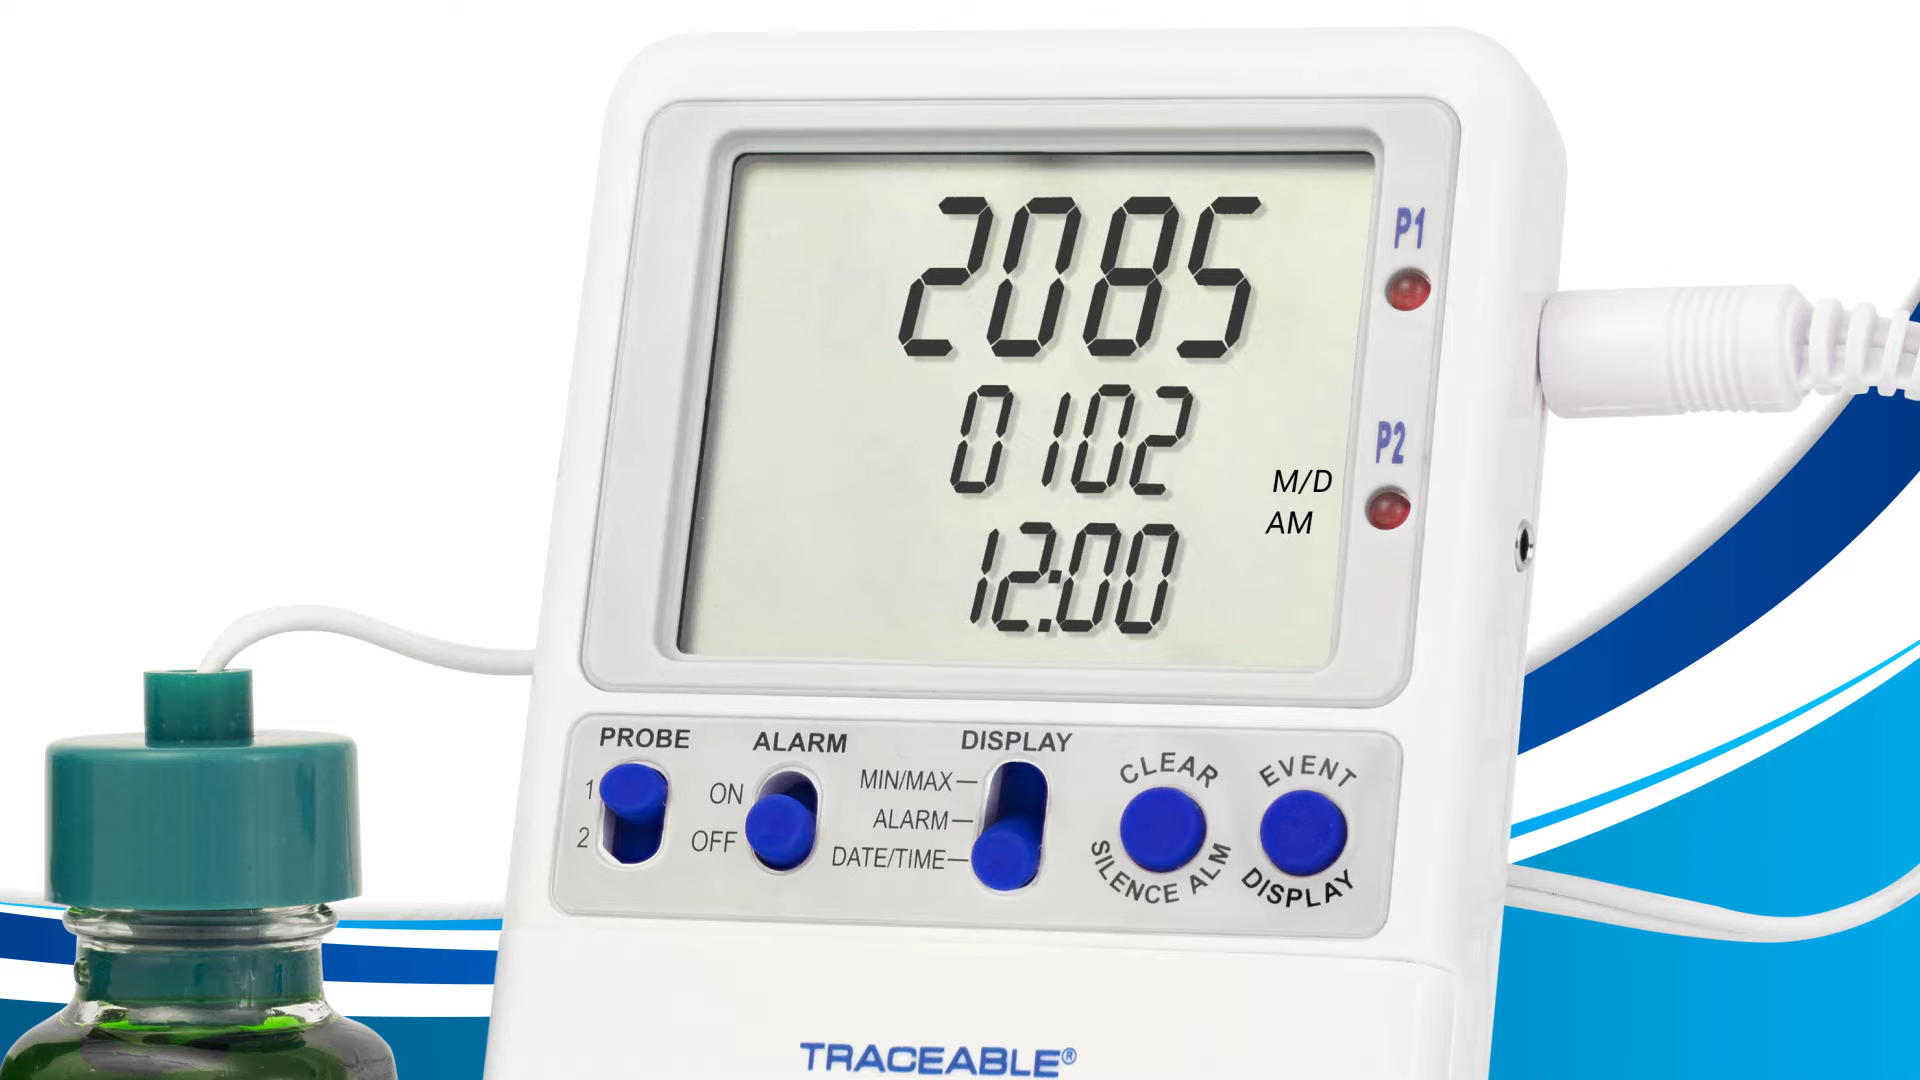 2085
P1
0102
P2
M/D
AM
12:00
PROBE
1
2
ALARM
ON
OFF
DISPLAY
MIN/MAX
ALARM
DATE/TIME
CLEAR
SILENCE ALM
EVENT
DISPLAY
TRACEABLE®